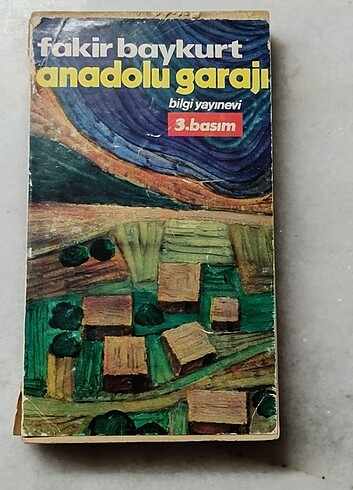 fakir baykurt
anadolu garajı
bilgi yayınevi
3.basım